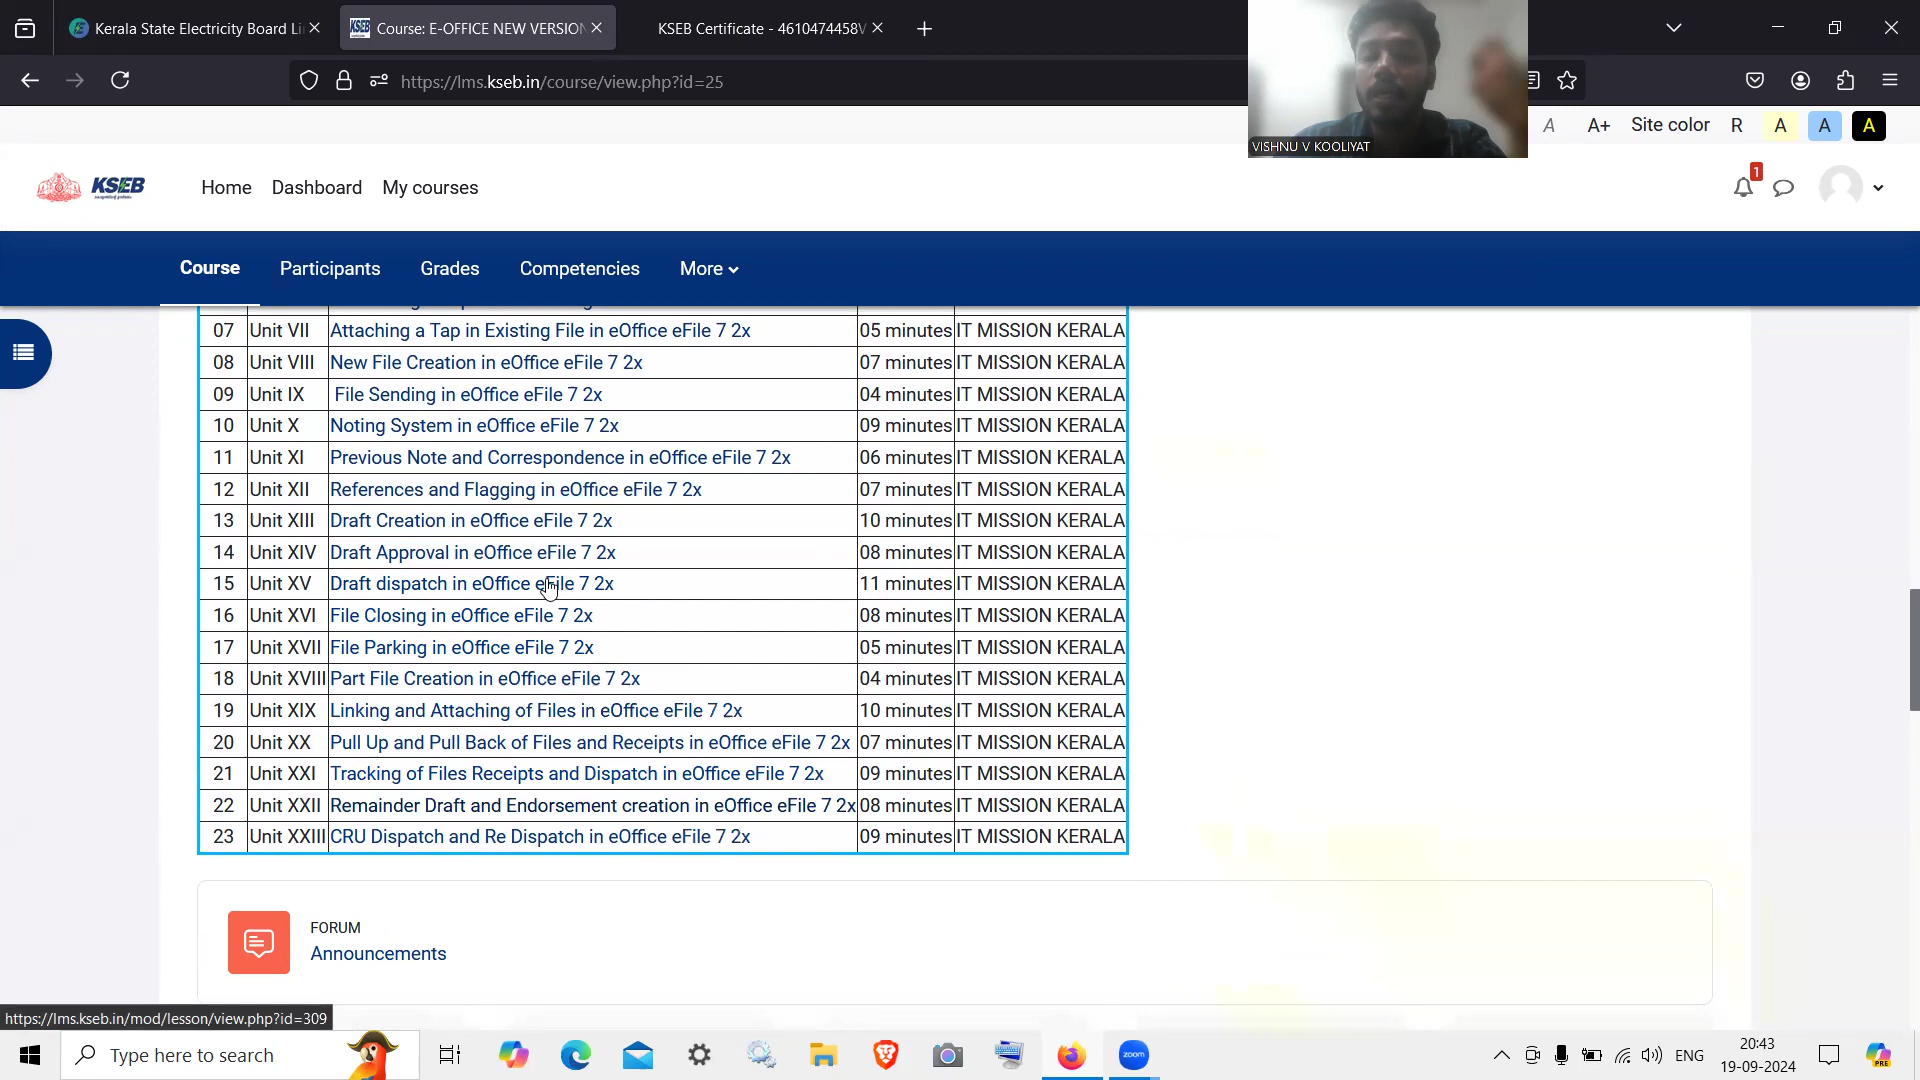 Kerala State Electricity Board Li
Course: E-OFFICE NEW VERSION
KSEB Certificate - 4610474458V
https://lms.kseb.in/course/view.php?id=25
VISHNU V KOOLIYAT
A A+ Site color R A A A
KSEB Home Dashboard My courses 1
Course Participants Grades Competencies More
07 Unit VII Attaching a Tap in Existing File in eOffice eFile 7 2x 05 minutes IT MISSION KERALA
08 Unit VIII New File Creation in eOffice eFile 7 2x 07 minutes IT MISSION KERALA
09 Unit IX File Sending in eOffice eFile 7 2x 04 minutes IT MISSION KERALA
10 Unit X Noting System in eOffice eFile 7 2x 09 minutes IT MISSION KERALA
11 Unit XI Previous Note and Correspondence in eOffice eFile 7 2x 06 minutes IT MISSION KERALA
12 Unit XII References and Flagging in eOffice eFile 7 2x 07 minutes IT MISSION KERALA
13 Unit XIII Draft Creation in eOffice eFile 7 2x 10 minutes IT MISSION KERALA
14 Unit XIV Draft Approval in eOffice eFile 7 2x 08 minutes IT MISSION KERALA
15 Unit XV Draft dispatch in eOffice eFile 7 2x 11 minutes IT MISSION KERALA
16 Unit XVI File Closing in eOffice eFile 7 2x 08 minutes IT MISSION KERALA
17 Unit XVII File Parking in eOffice eFile 7 2x 05 minutes IT MISSION KERALA
18 Unit XVIII Part File Creation in eOffice eFile 7 2x 04 minutes IT MISSION KERALA
19 Unit XIX Linking and Attaching of Files in eOffice eFile 7 2x 10 minutes IT MISSION KERALA
20 Unit XX Pull Up and Pull Back of Files and Receipts in eOffice eFile 7 2x 07 minutes IT MISSION KERALA
21 Unit XXI Tracking of Files Receipts and Dispatch in eOffice eFile 7 2x 09 minutes IT MISSION KERALA
22 Unit XXII Remainder Draft and Endorsement creation in eOffice eFile 7 2x 08 minutes IT MISSION KERALA
23 Unit XXIII CRU Dispatch and Re Dispatch in eOffice eFile 7 2x 09 minutes IT MISSION KERALA
FORUM
Announcements
https://lms.kseb.in/mod/lesson/view.php?id=309
Type here to search
zoom
ENG
20:43
19-09-2024
PRE